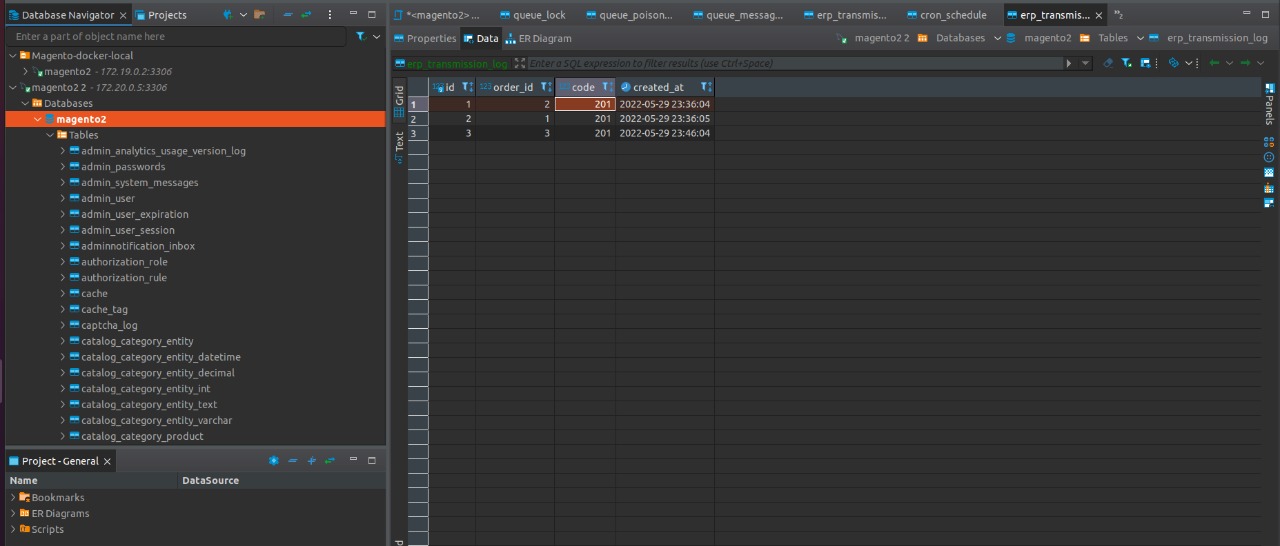 Database Navigator Projects
Enter a part of object name here
Magento-docker-local
magento2 - 172.19.0.2:3306
magento2 2 - 172.20.0.5:3306
Databases
magento2
Tables
admin_analytics_usage_version_log
admin_passwords
admin_system_messages
admin_user
admin_user_expiration
admin_user_session
adminnotification_inbox
authorization_role
authorization_rule
cache
cache_tag
captcha_log
catalog_category_entity
catalog_category_entity_datetime
catalog_category_entity_decimal
catalog_category_entity_int
catalog_category_entity_text
catalog_category_entity_varchar
catalog_category_product
Project - General
Name DataSource
Bookmarks
ER Diagrams
Scripts
*<magento2> ... queue_lock queue_poison... queue_messag... erp_transmis... cron_schedule erp_transmis... »2
Properties Data ER Diagram magento2 2 Databases magento2 Tables erp_transmission_log
erp_transmission_log Enter a SQL expression to filter results (use Ctrl+Space)
Grid
Text
id order_id code created_at
1 1 2 201 2022-05-29 23:36:04
2 2 1 201 2022-05-29 23:36:05
3 3 3 201 2022-05-29 23:46:04
Panels